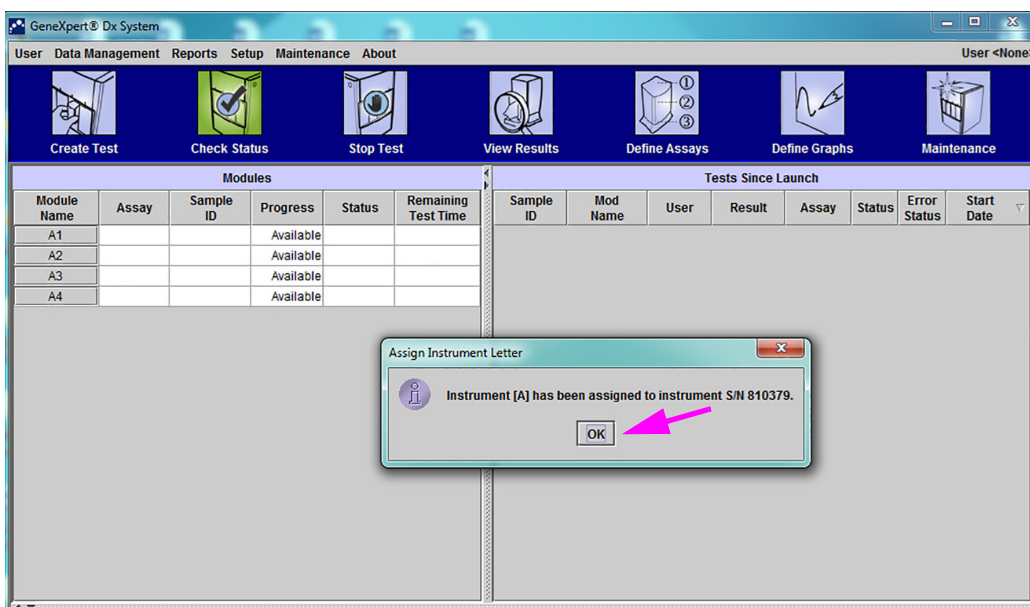 GeneXpert® Dx System
User Data Management Reports Setup Maintenance About User <None>
Create Test Check Status Stop Test View Results Define Assays Define Graphs Maintenance
Modules
Module Name Assay Sample ID Progress Status Remaining Test Time
A1 Available
A2 Available
A3 Available
A4 Available
Tests Since Launch
Sample ID Mod Name User Result Assay Status Error Status Start Date
Assign Instrument Letter
Instrument [A] has been assigned to instrument S/N 810379.
OK